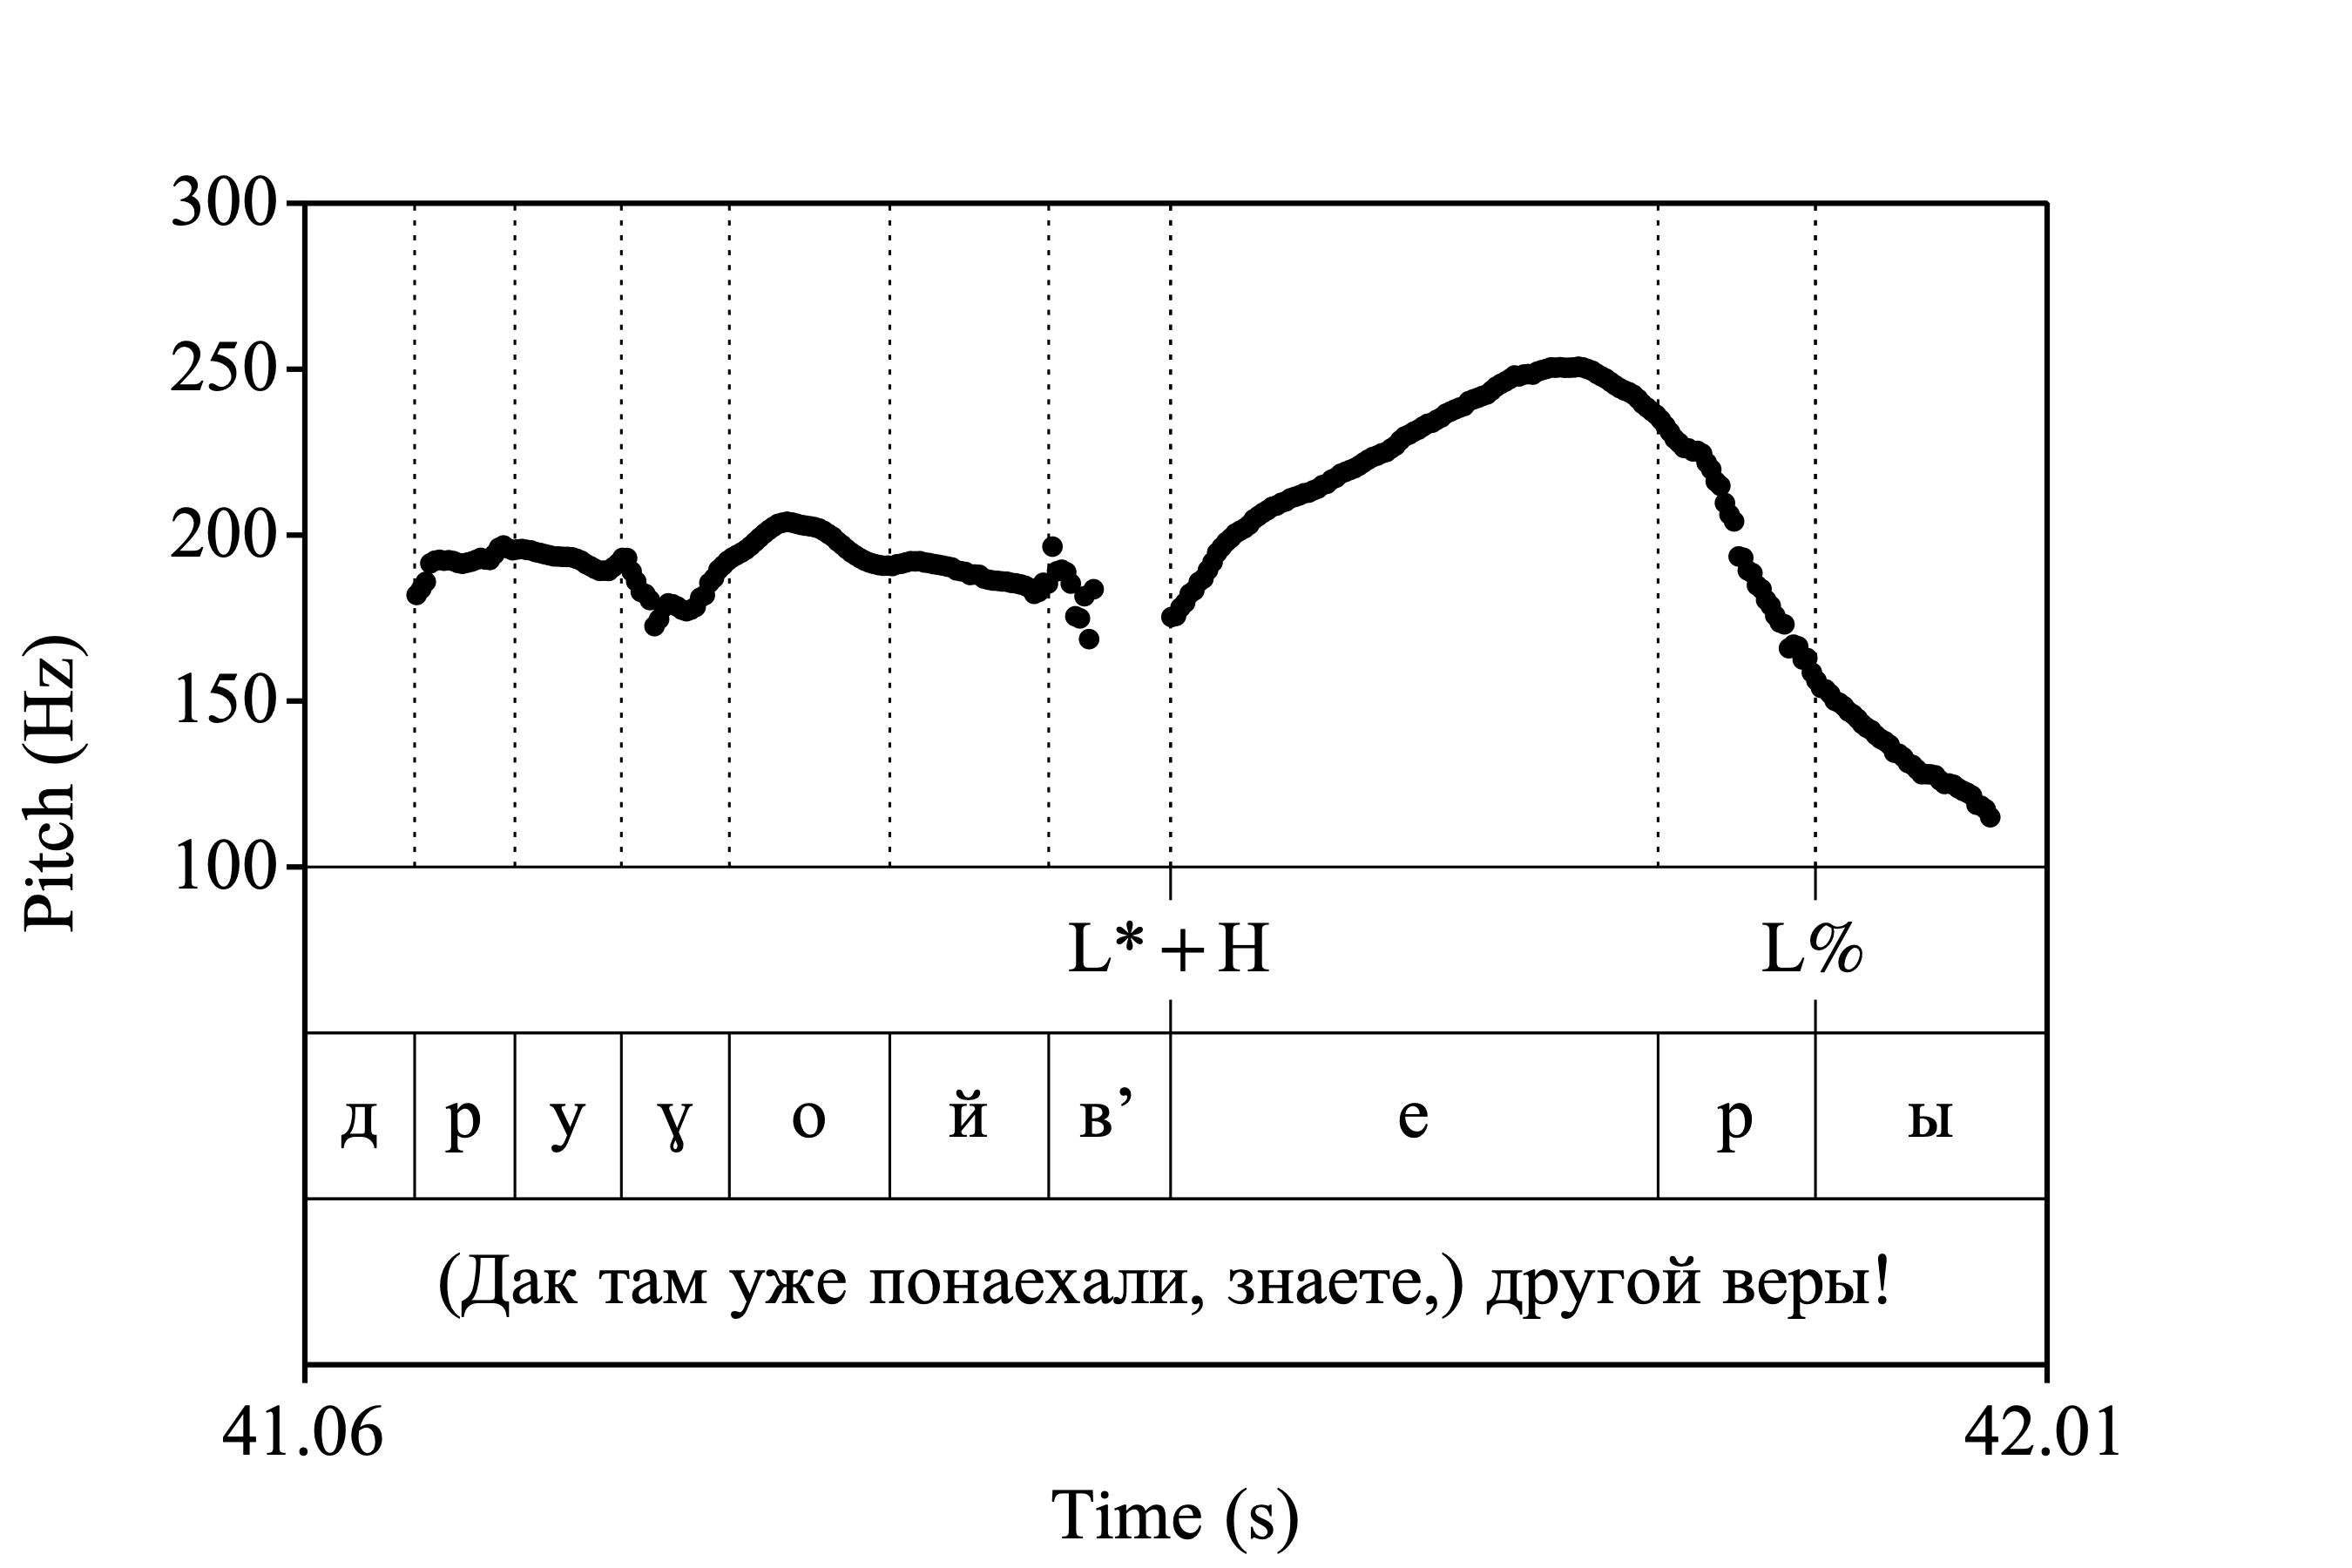 300
250
200
150
100
Pitch (Hz)
L*+H L%
д р у ɣ о й в’ е р ы
(Дак там уже понаехали, знаете,) другой веры!
41.06 42.01
Time (s)